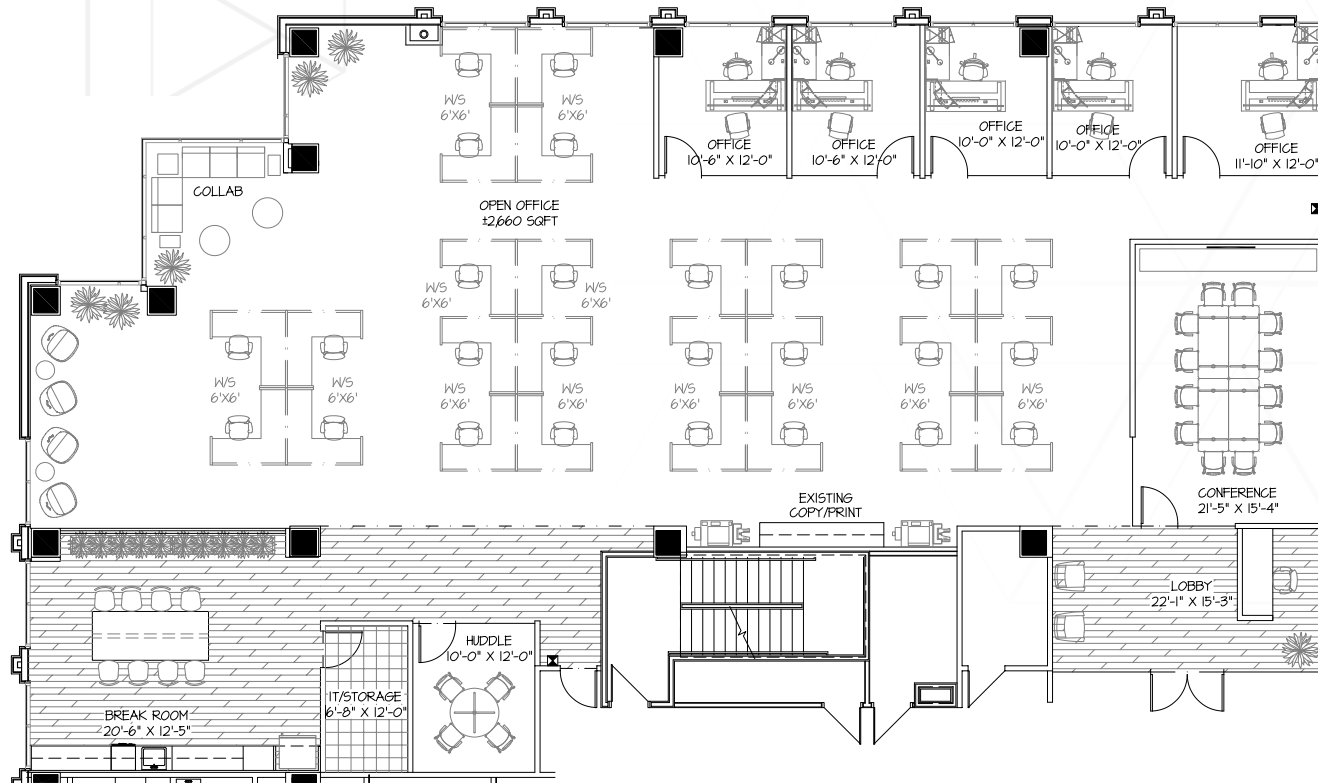 W/S
6'X6'
W/S
6'X6'
OFFICE
10'-6" X 12'-0"
OFFICE
10'-6" X 12'-0"
OFFICE
10'-0" X 12'-0"
OFFICE
10'-0" X 12'-0"
OFFICE
11'-10" X 12'-0"
COLLAB
OPEN OFFICE
±2,660 SQFT
W/S
6'X6'
W/S
6'X6'
W/S
6'X6'
W/S
6'X6'
W/S
6'X6'
W/S
6'X6'
W/S
6'X6'
W/S
6'X6'
W/S
6'X6'
W/S
6'X6'
EXISTING
COPY/PRINT
CONFERENCE
21'-5" X 15'-4"
LOBBY
22'-1" X 15'-3"
HUDDLE
10'-0" X 12'-0"
IT/STORAGE
6'-8" X 12'-0"
BREAK ROOM
20'-6" X 12'-5"